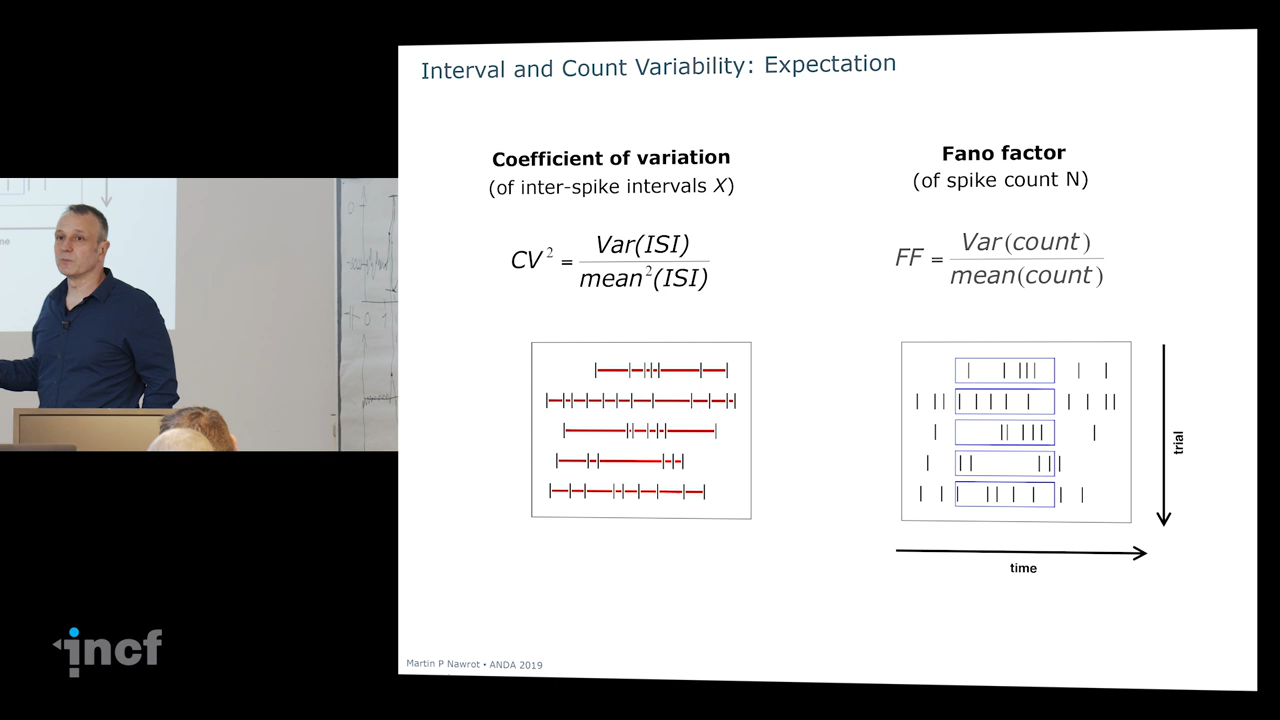 Interval and Count Variability: Expectation
Coefficient of variation
(of inter-spike intervals X)
CV² = Var(ISI) / mean²(ISI)
Fano factor
(of spike count N)
FF = Var(count) / mean(count)
trial
time
Martin P Nawrot • ANDA 2019
incf